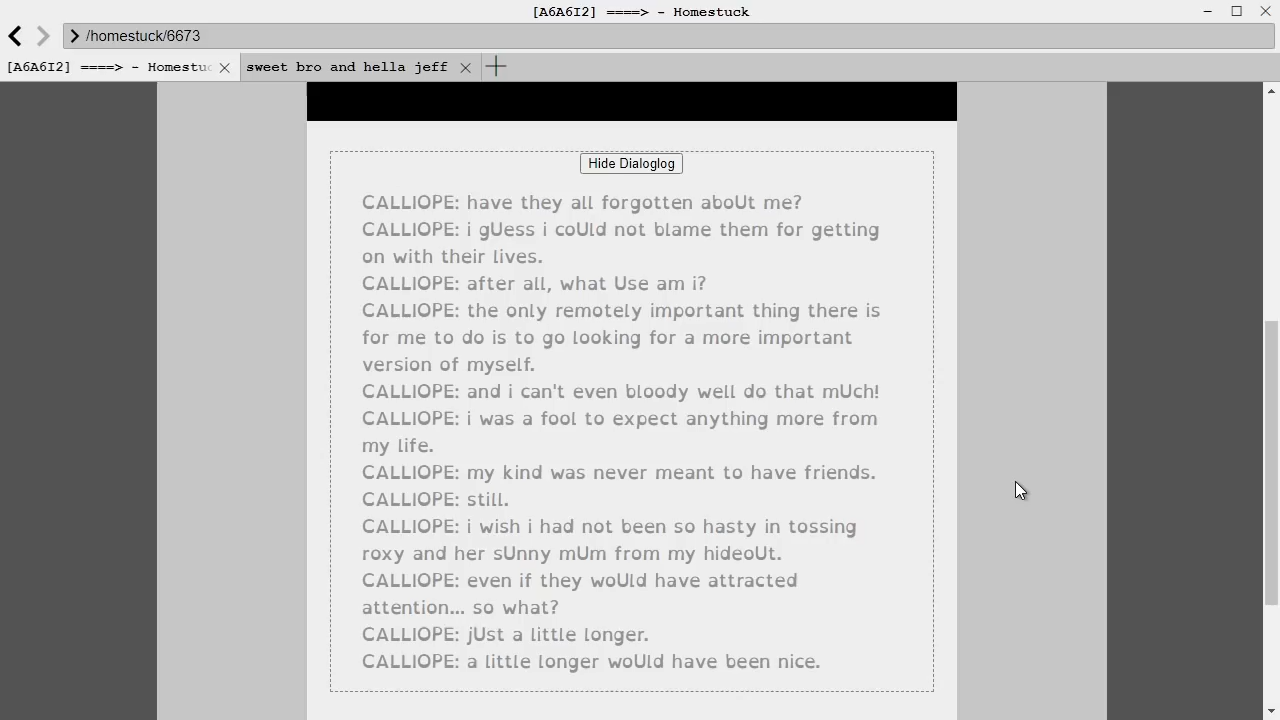 [A6A6I2] ====> - Homestuck
/homestuck/6673
[A6A6I2] ====> - Homestuc
sweet bro and hella jeff
Hide Dialoglog
CALLIOPE: have they all forgotten aboUt me?
CALLIOPE: i gUess i coUld not blame them for getting
on with their lives.
CALLIOPE: after all, what Use am i?
CALLIOPE: the only remotely important thing there is
for me to do is to go looking for a more important
version of myself.
CALLIOPE: and i can't even bloody well do that mUch!
CALLIOPE: i was a fool to expect anything more from
my life.
CALLIOPE: my kind was never meant to have friends.
CALLIOPE: still.
CALLIOPE: i wish i had not been so hasty in tossing
roxy and her sUnny mUm from my hideoUt.
CALLIOPE: even if they woUld have attracted
attention... so what?
CALLIOPE: jUst a little longer.
CALLIOPE: a little longer woUld have been nice.